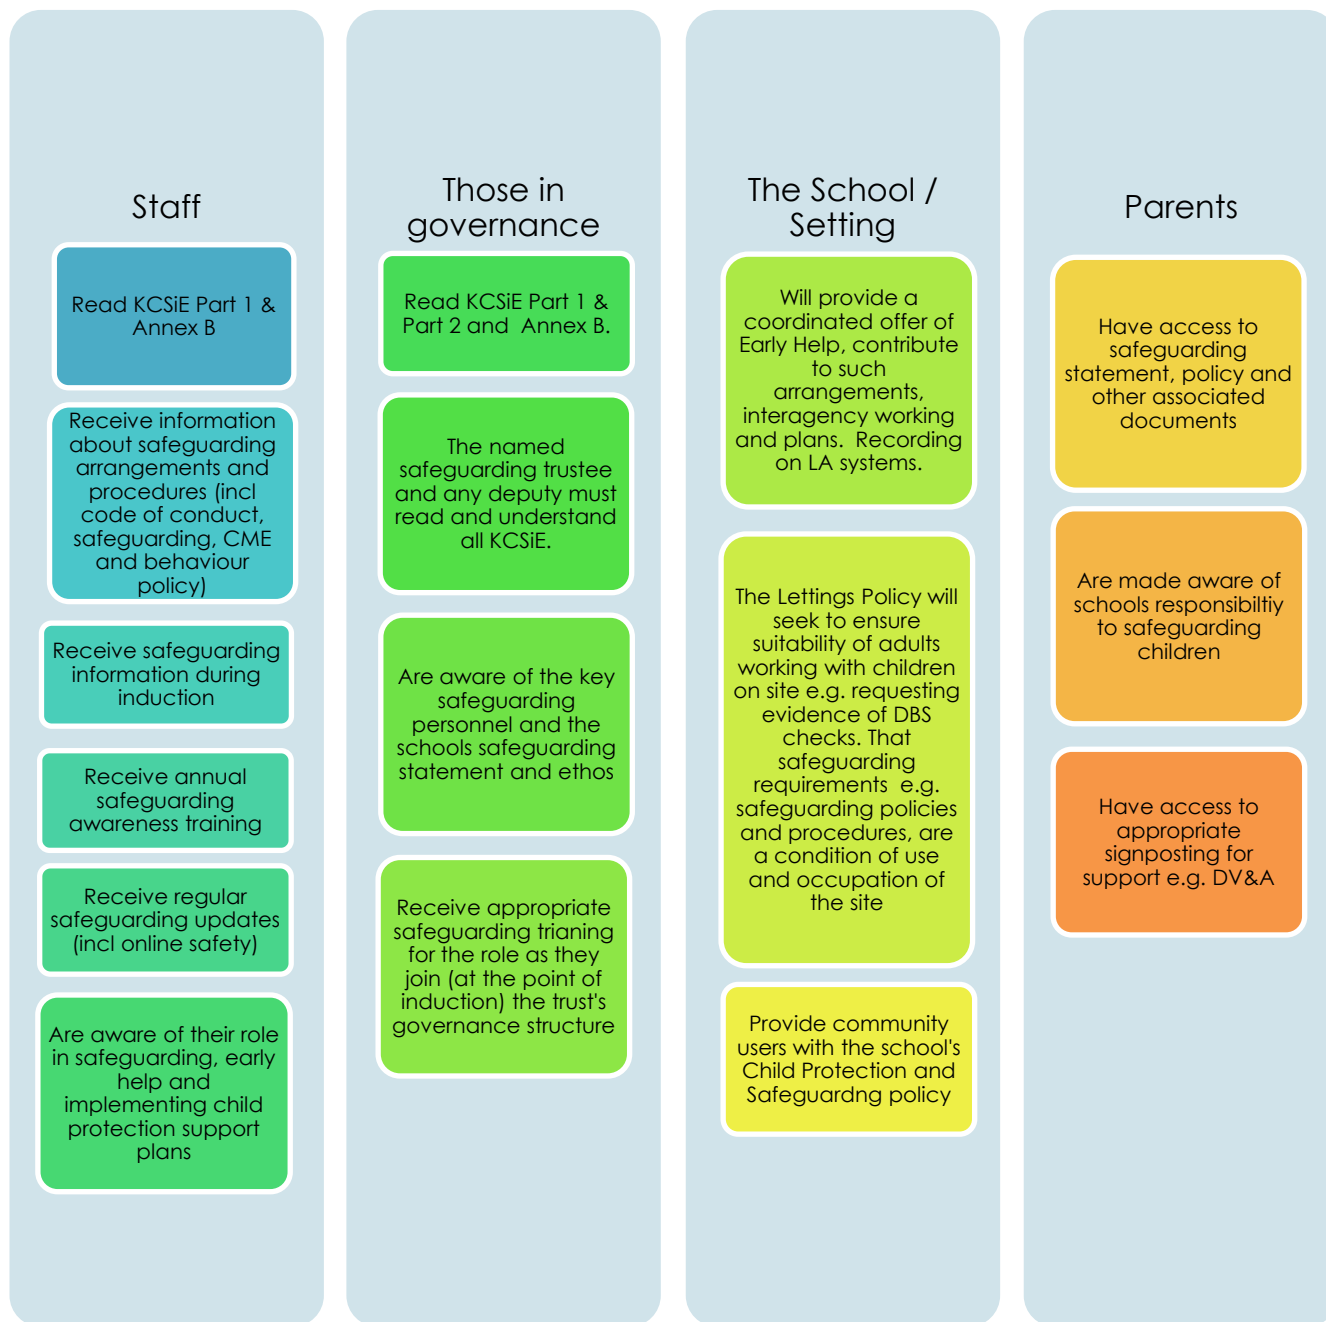 Staff
Read KCSiE Part 1 &
Annex B
Receive information
about safeguarding
arrangements and
procedures (incl
code of conduct,
safeguarding, CME
and behaviour
policy)
Receive safeguarding
information during
induction
Receive annual
safeguarding
awareness training
Receive regular
safeguarding updates
(incl online safety)
Are aware of their role
in safeguarding, early
help and
implementing child
protection support
plans
Those in
governance
Read KCSiE Part 1 &
Part 2 and  Annex B.
The named
safeguarding trustee
and any deputy must
read and understand
all KCSiE.
Are aware of the key
safeguarding
personnel and the
schools safeguarding
statement and ethos
Receive appropriate
safeguarding trianing
for the role as they
join (at the point of
induction) the trust's
governance structure
The School /
Setting
Will provide a
coordinated offer of
Early Help, contribute
to such
arrangements,
interagency working
and plans.  Recording
on LA systems.
The Lettings Policy will
seek to ensure
suitability of adults
working with children
on site e.g. requesting
evidence of DBS
checks. That
safeguarding
requirements  e.g.
safeguarding policies
and procedures, are
a condition of use
and occupation of
the site
Provide community
users with the school's
Child Protection and
Safeguardng policy
Parents
Have access to
safeguarding
statement, policy and
other associated
documents
Are made aware of
schools responsibiltiy
to safeguarding
children
Have access to
appropriate
signposting for
support e.g. DV&A